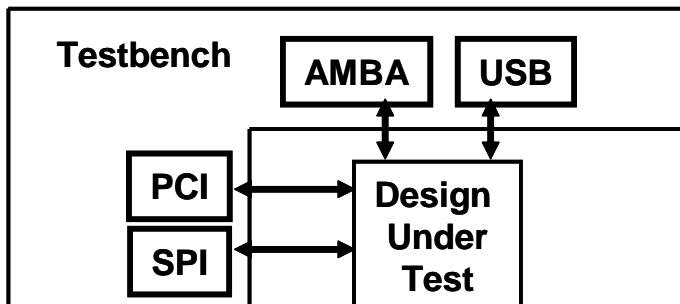 Testbench
AMBA
USB
PCI
SPI
Design
Under
Test